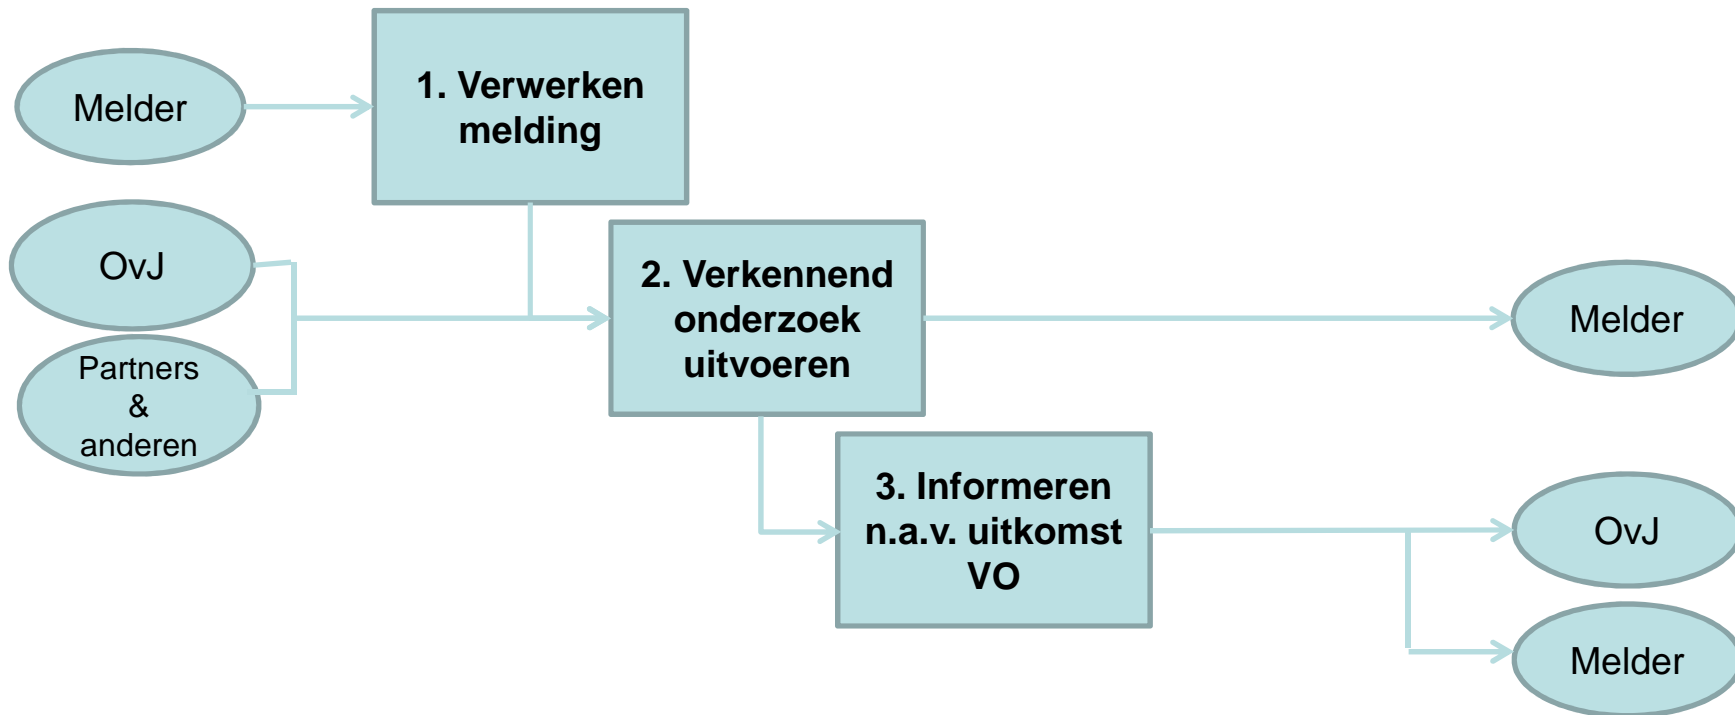 Melder
1. Verwerken
melding
OvJ
Partners
&
anderen
2. Verkennend
onderzoek
uitvoeren
Melder
3. Informeren
n.a.v. uitkomst
VO
OvJ
Melder